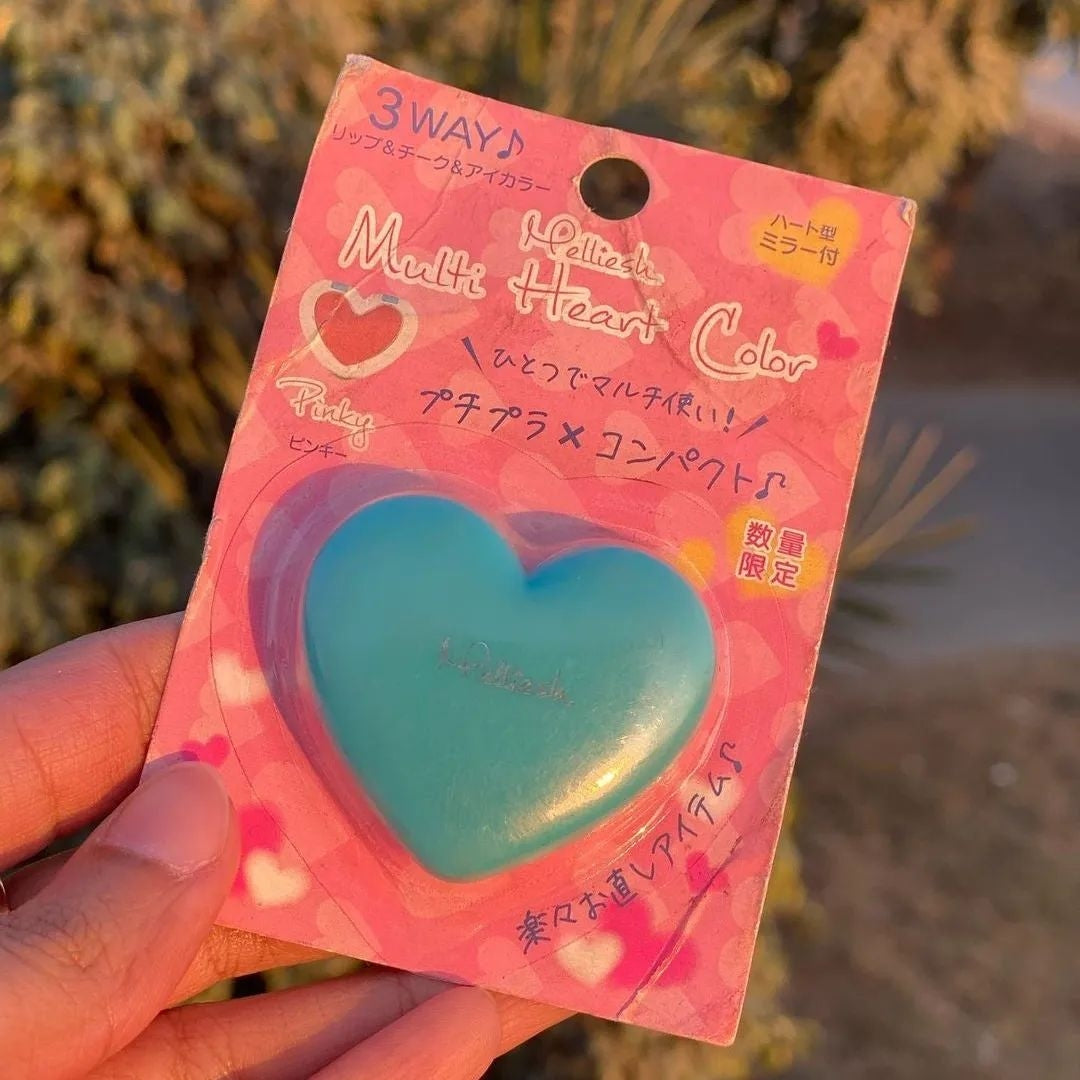 3WAY♪
リップ&チーク&アイカラー
ハート型
ミラー付
Melliesh.
Multi Heart Color
Pinky
ピンキー
\ひとつでマルチ使い!/
プチプラ×コンパクト♪
数量
限定
Melliesh.
楽々お直しアイテム♪